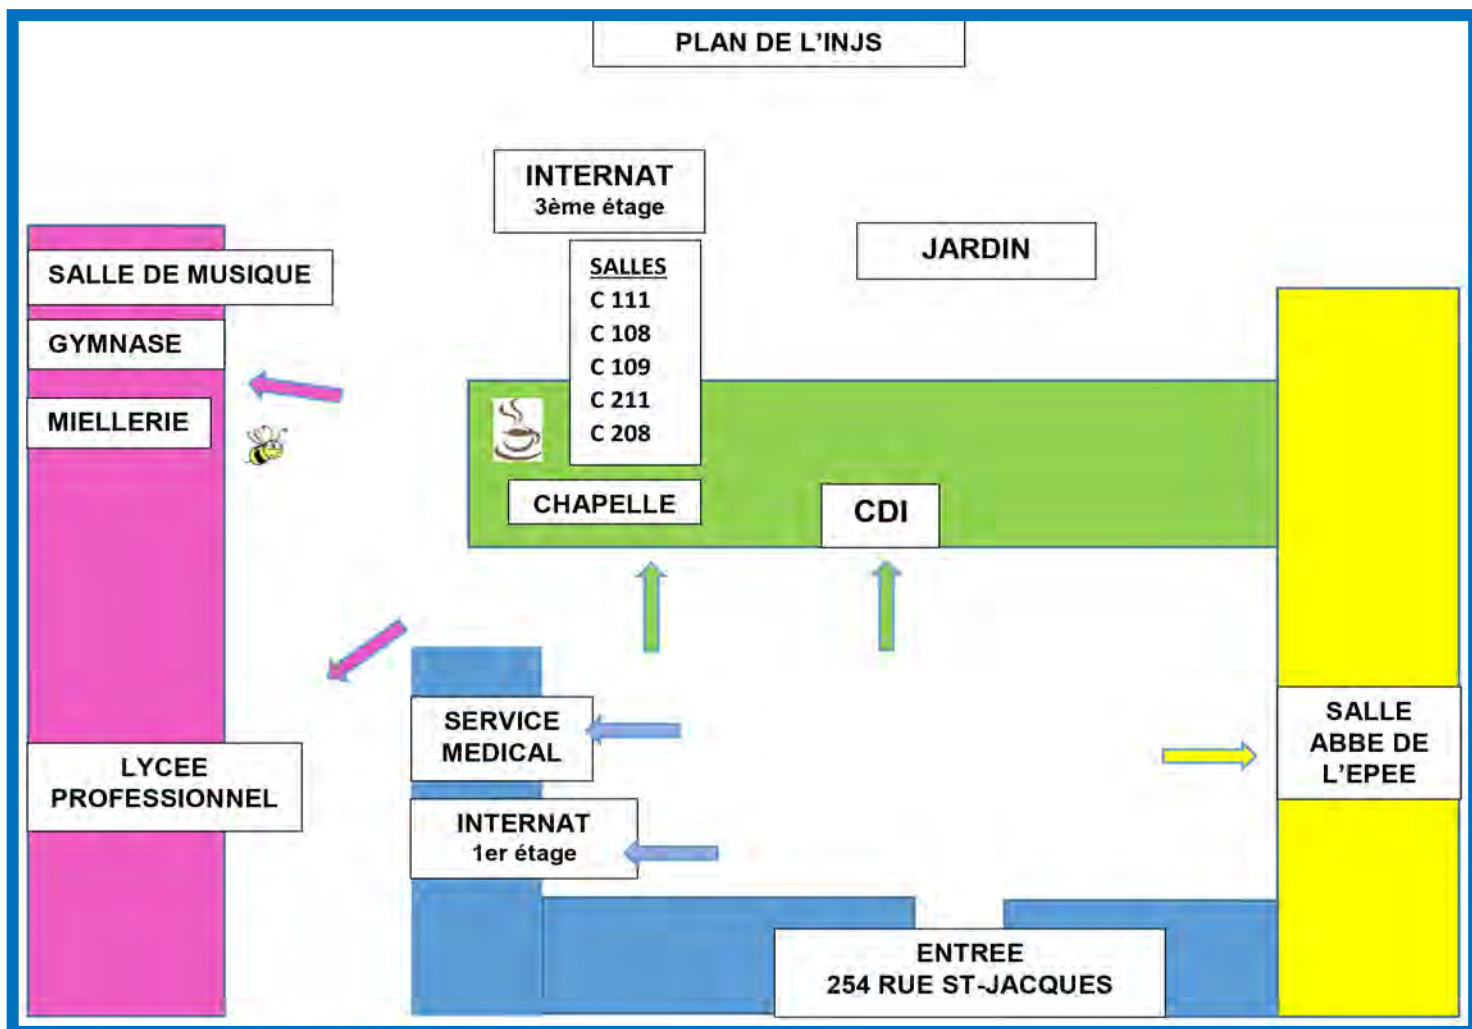 PLAN DE L'INJS
INTERNAT
3ème étage
JARDIN
SALLE DE MUSIQUE
GYMNASE
MIELLERIE
SALLES
C 111
C 108
C 109
C 211
C 208
CHAPELLE
CDI
SERVICE
MEDICAL
SALLE
ABBE DE
L'EPEE
LYCEE
PROFESSIONNEL
INTERNAT
1er étage
ENTREE
254 RUE ST-JACQUES